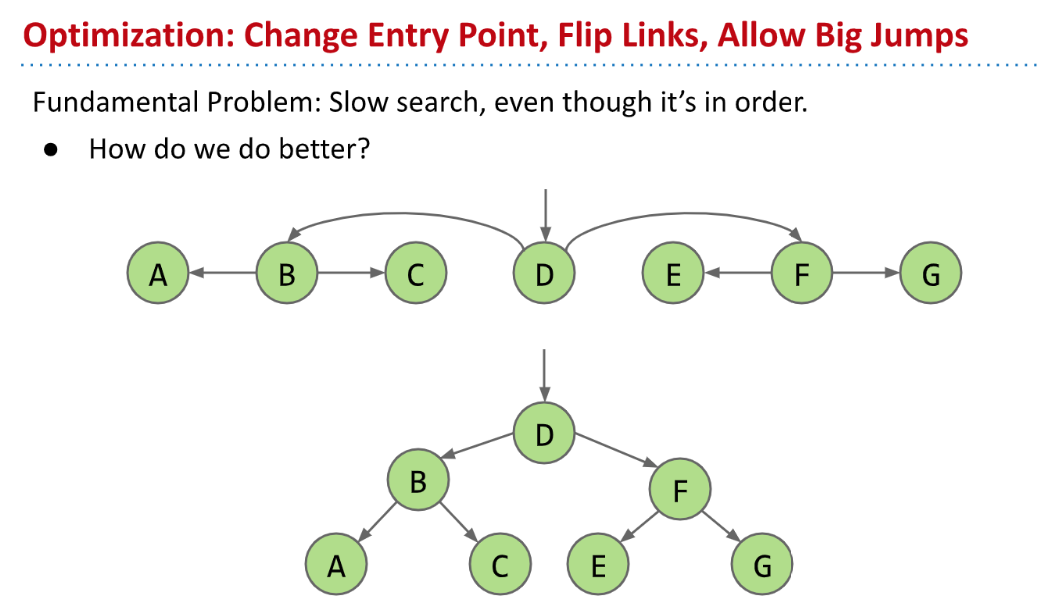 Optimization: Change Entry Point, Flip Links, Allow Big Jumps
Fundamental Problem: Slow search, even though it's in order.
● How do we do better?
A B C D E F G
D
B F
A C E G